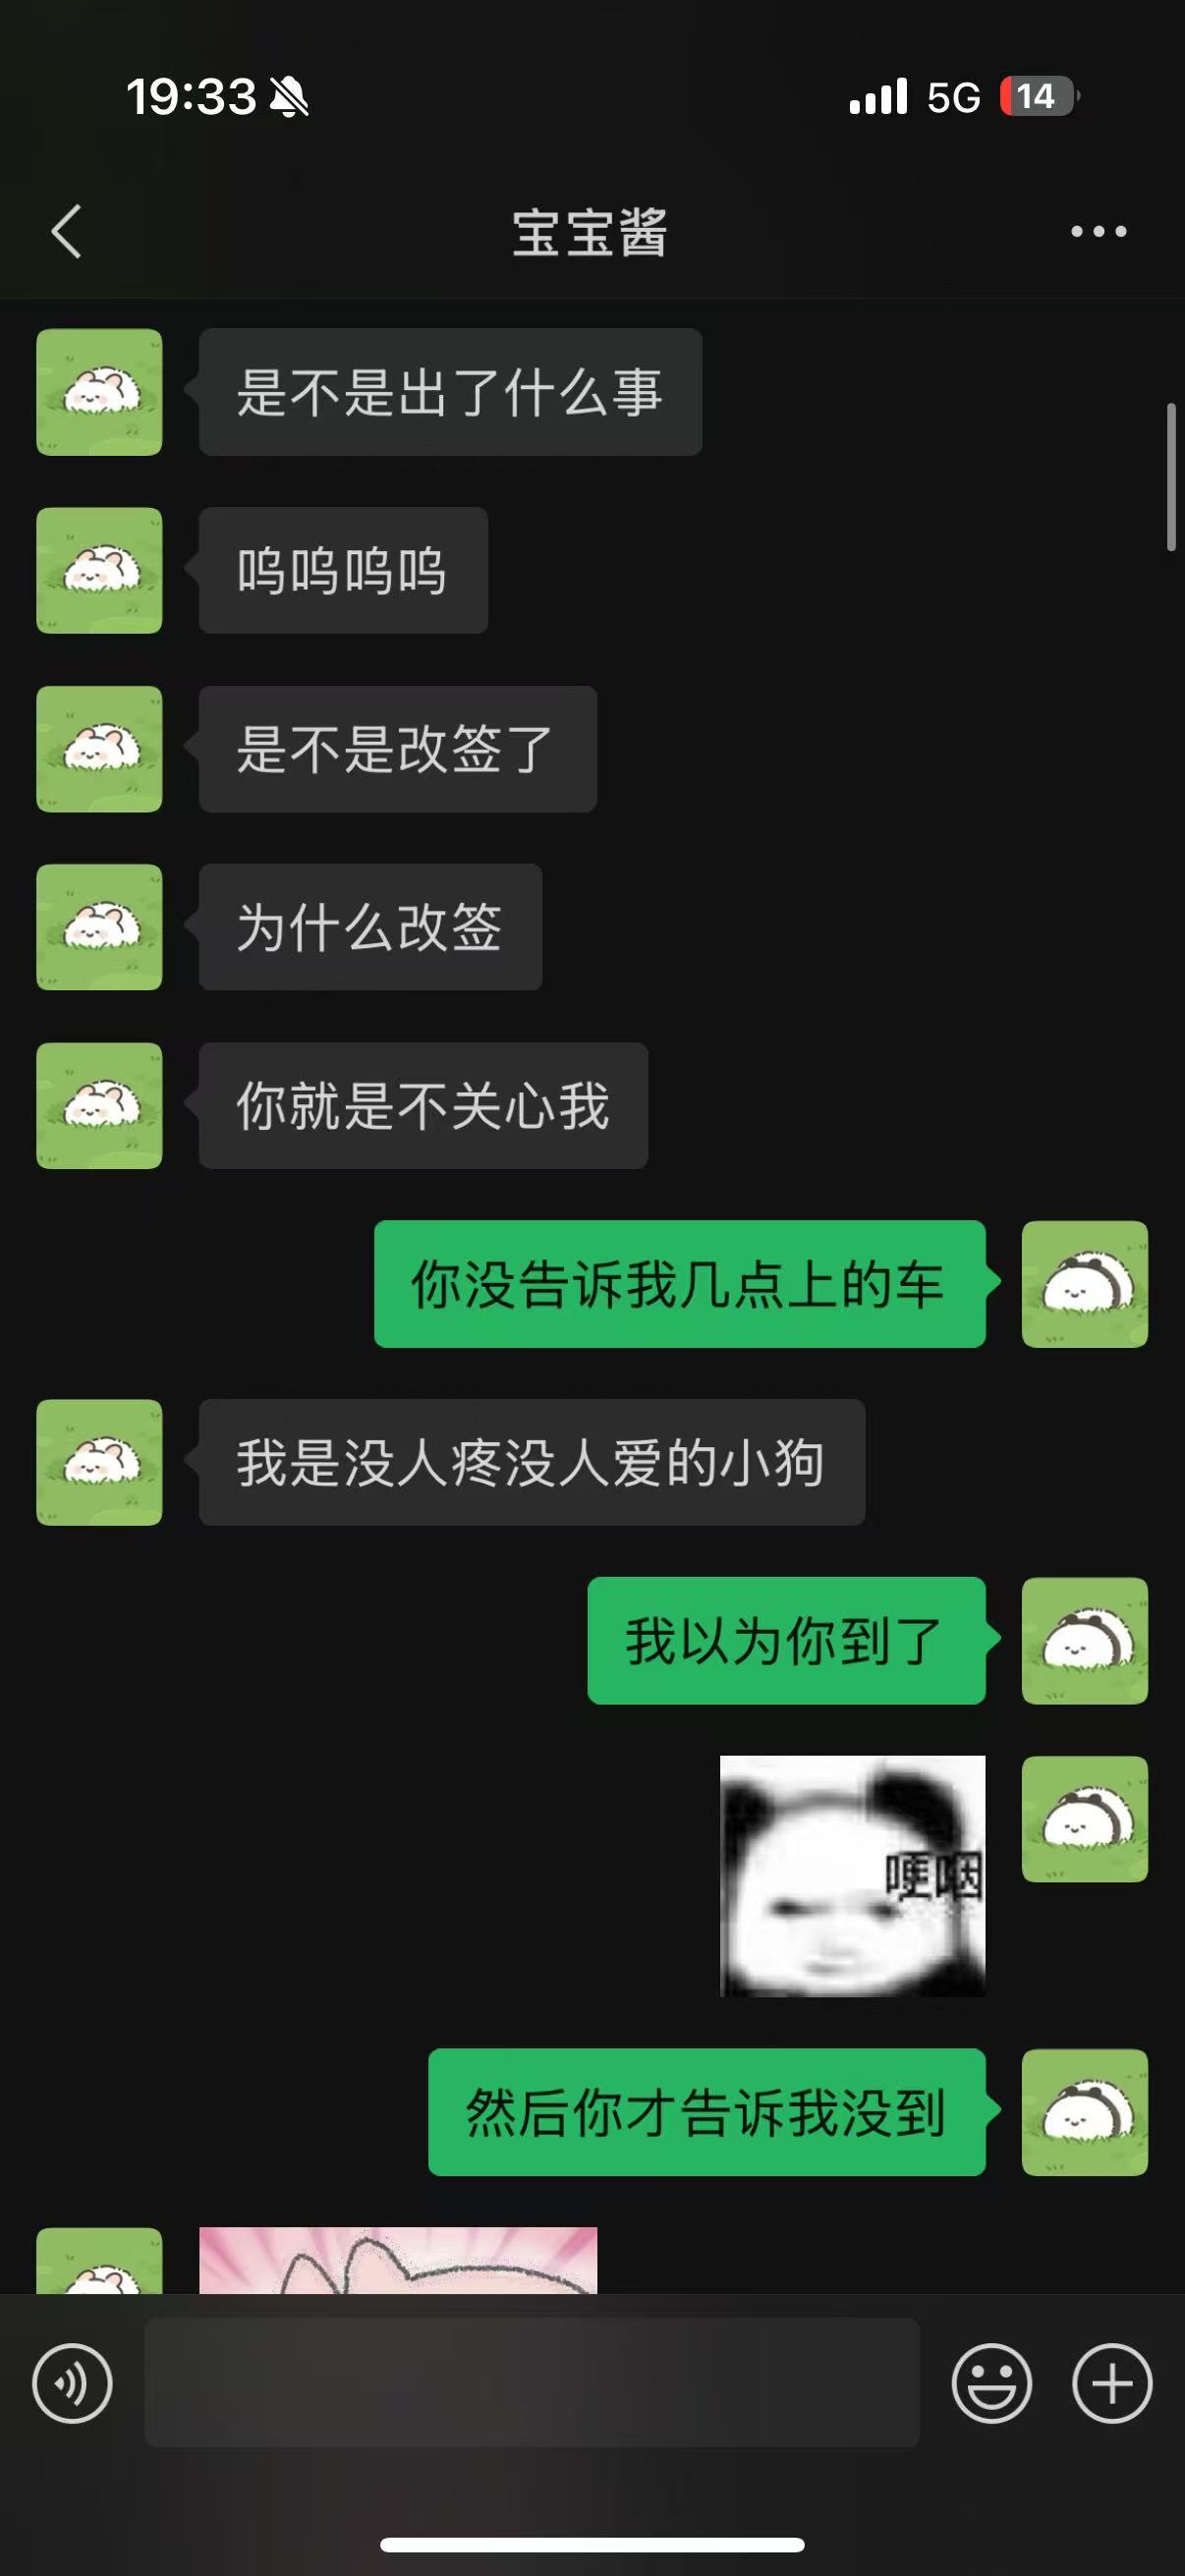 19:33
5G
14
宝宝酱
是不是出了什么事
呜呜呜呜
是不是改签了
为什么改签
你就是不关心我
你没告诉我几点上的车
我是没人疼没人爱的小狗
我以为你到了
哽咽
然后你才告诉我没到